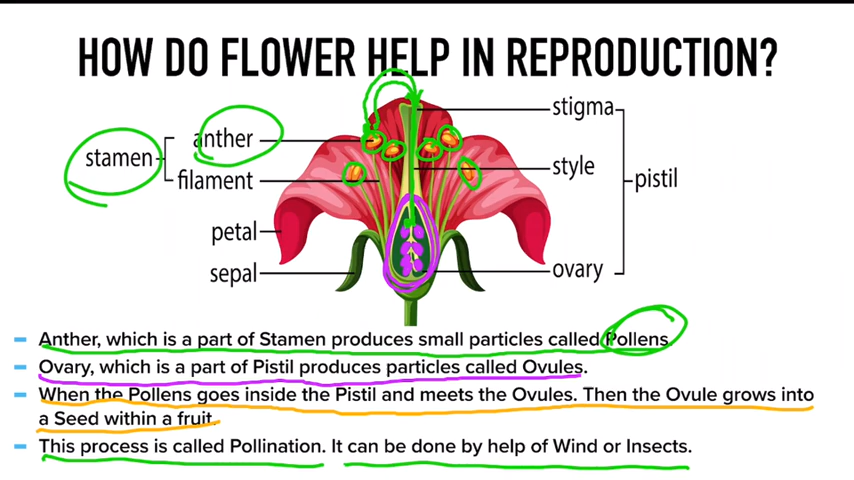 HOW DO FLOWER HELP IN REPRODUCTION?
stigma
anther
stamen
style
filament
pistil
petal
sepal
ovary
Anther, which is a part of Stamen produces small particles called Pollens
Ovary, which is a part of Pistil produces particles called Ovules.
When the Pollens goes inside the Pistil and meets the Ovules. Then the Ovule grows into
a Seed within a fruit.
This process is called Pollination. It can be done by help of Wind or Insects.